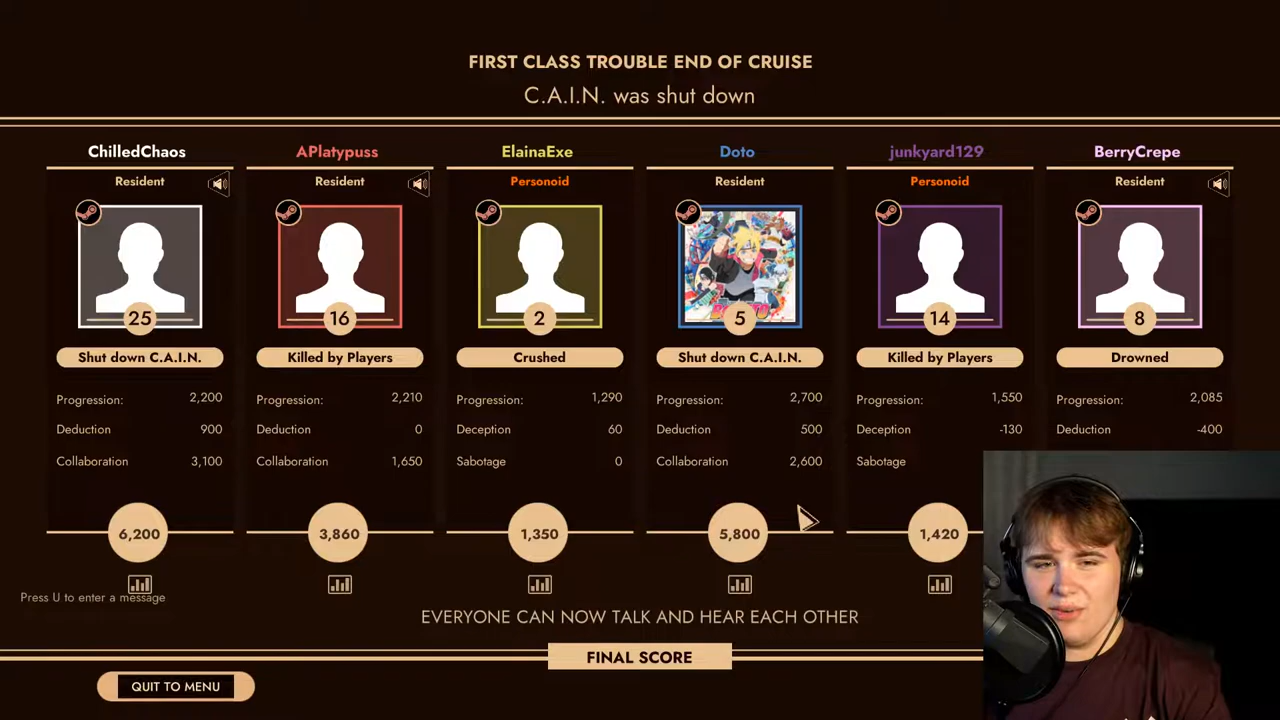 FIRST CLASS TROUBLE END OF CRUISE
C.A.I.N. was shut down
ChilledChaos
Resident
25
Shut down C.A.I.N.
Progression: 2,200
Deduction 900
Collaboration 3,100
6,200
APlatypuss
Resident
16
Killed by Players
Progression: 2,210
Deduction 0
Collaboration 1,650
3,860
ElainaExe
Personoid
2
Crushed
Progression: 1,290
Deception 60
Sabotage 0
1,350
Doto
Resident
5
Shut down C.A.I.N.
Progression: 2,700
Deduction 500
Collaboration 2,600
5,800
junkyard129
Personoid
14
Killed by Players
Progression: 1,550
Deception -130
Sabotage
1,420
BerryCrepe
Resident
8
Drowned
Progression: 2,085
Deduction -400
Press U to enter a message
EVERYONE CAN NOW TALK AND HEAR EACH OTHER
FINAL SCORE
QUIT TO MENU